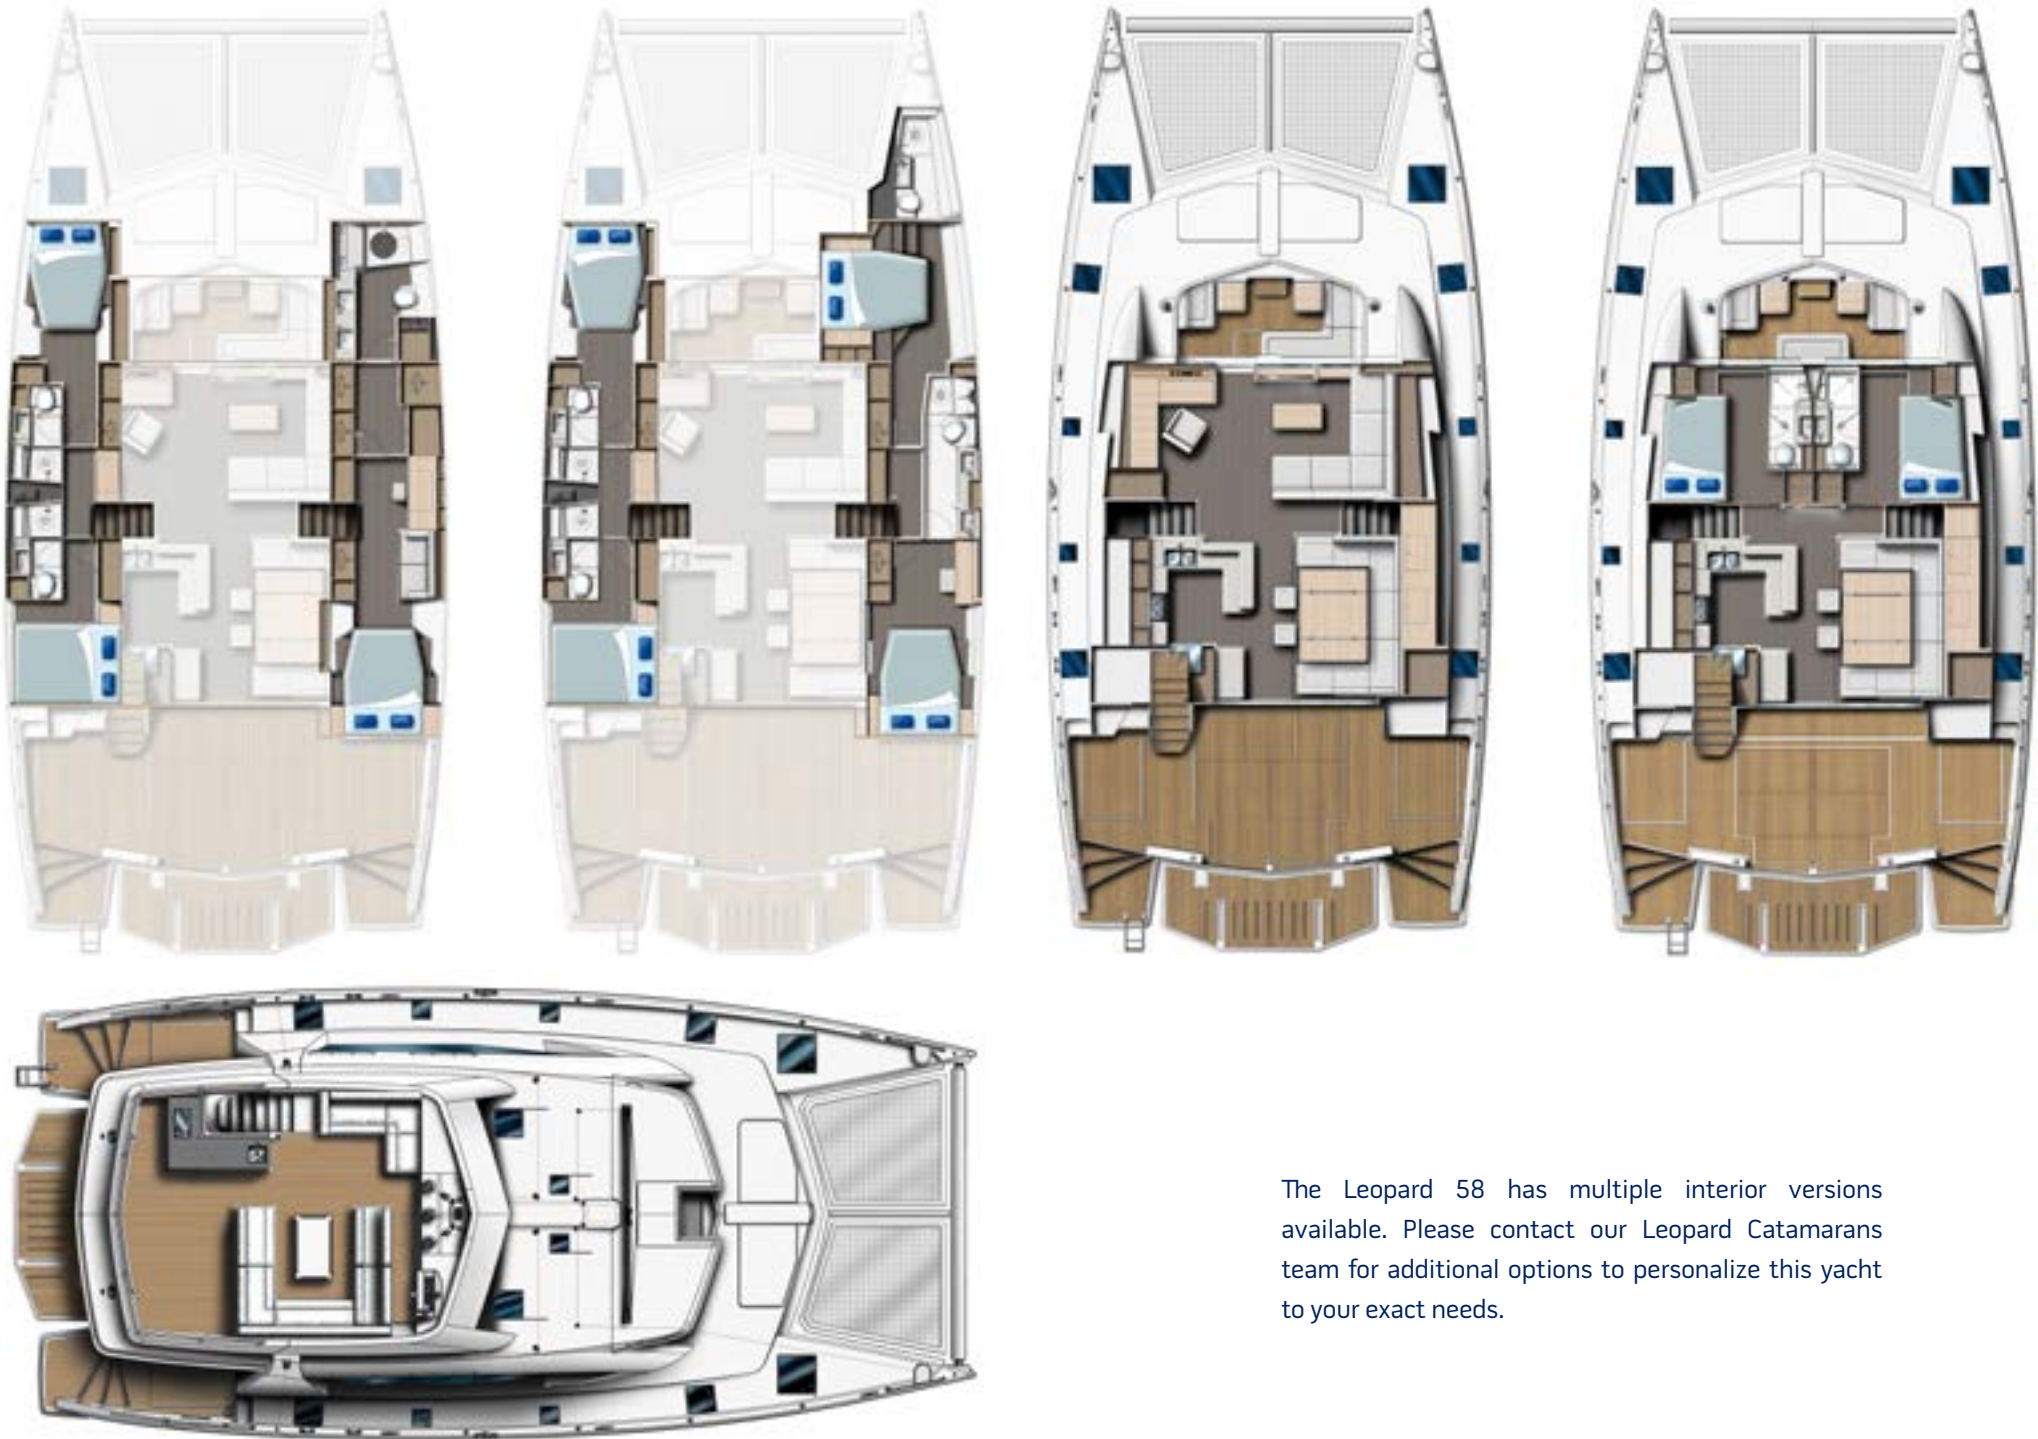 The Leopard 58 has multiple interior versions
available. Please contact our Leopard Catamarans
team for additional options to personalize this yacht
to your exact needs.